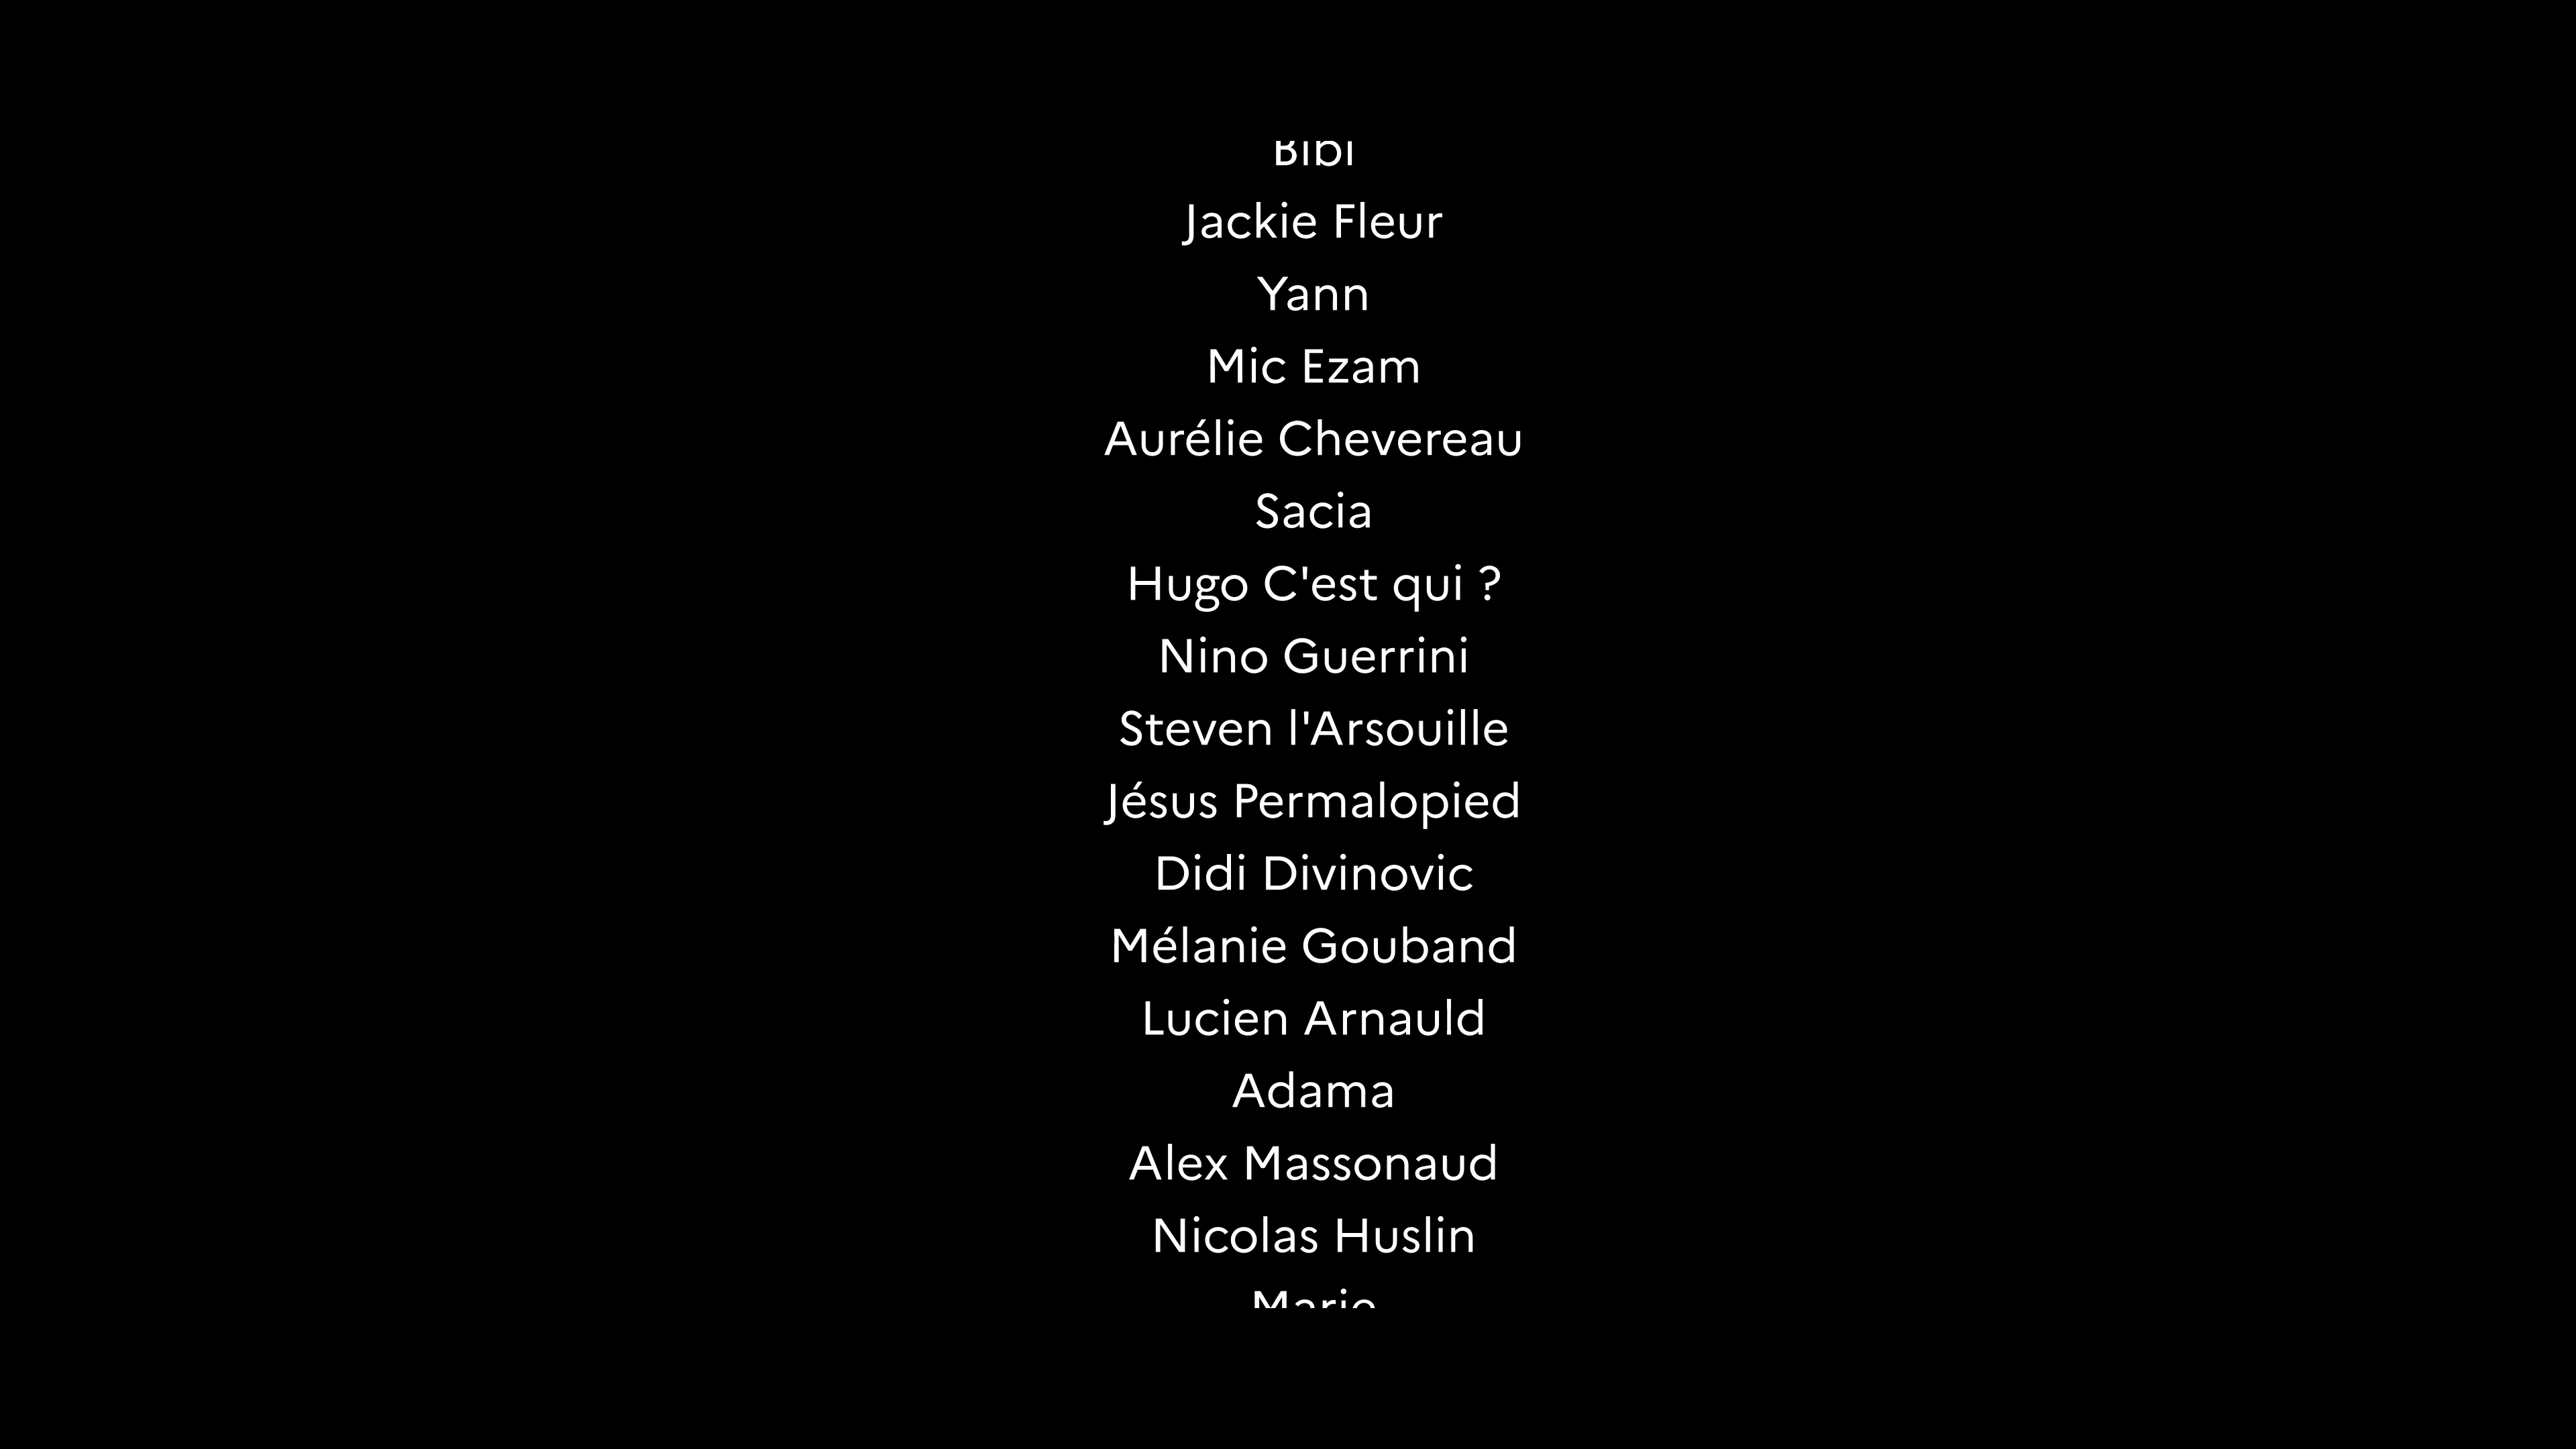 Bibi
Jackie Fleur
Yann
Mic Ezam
Aurélie Chevereau
Sacia
Hugo C'est qui ?
Nino Guerrini
Steven l'Arsouille
Jésus Permalopied
Didi Divinovic
Mélanie Gouband
Lucien Arnauld
Adama
Alex Massonaud
Nicolas Huslin